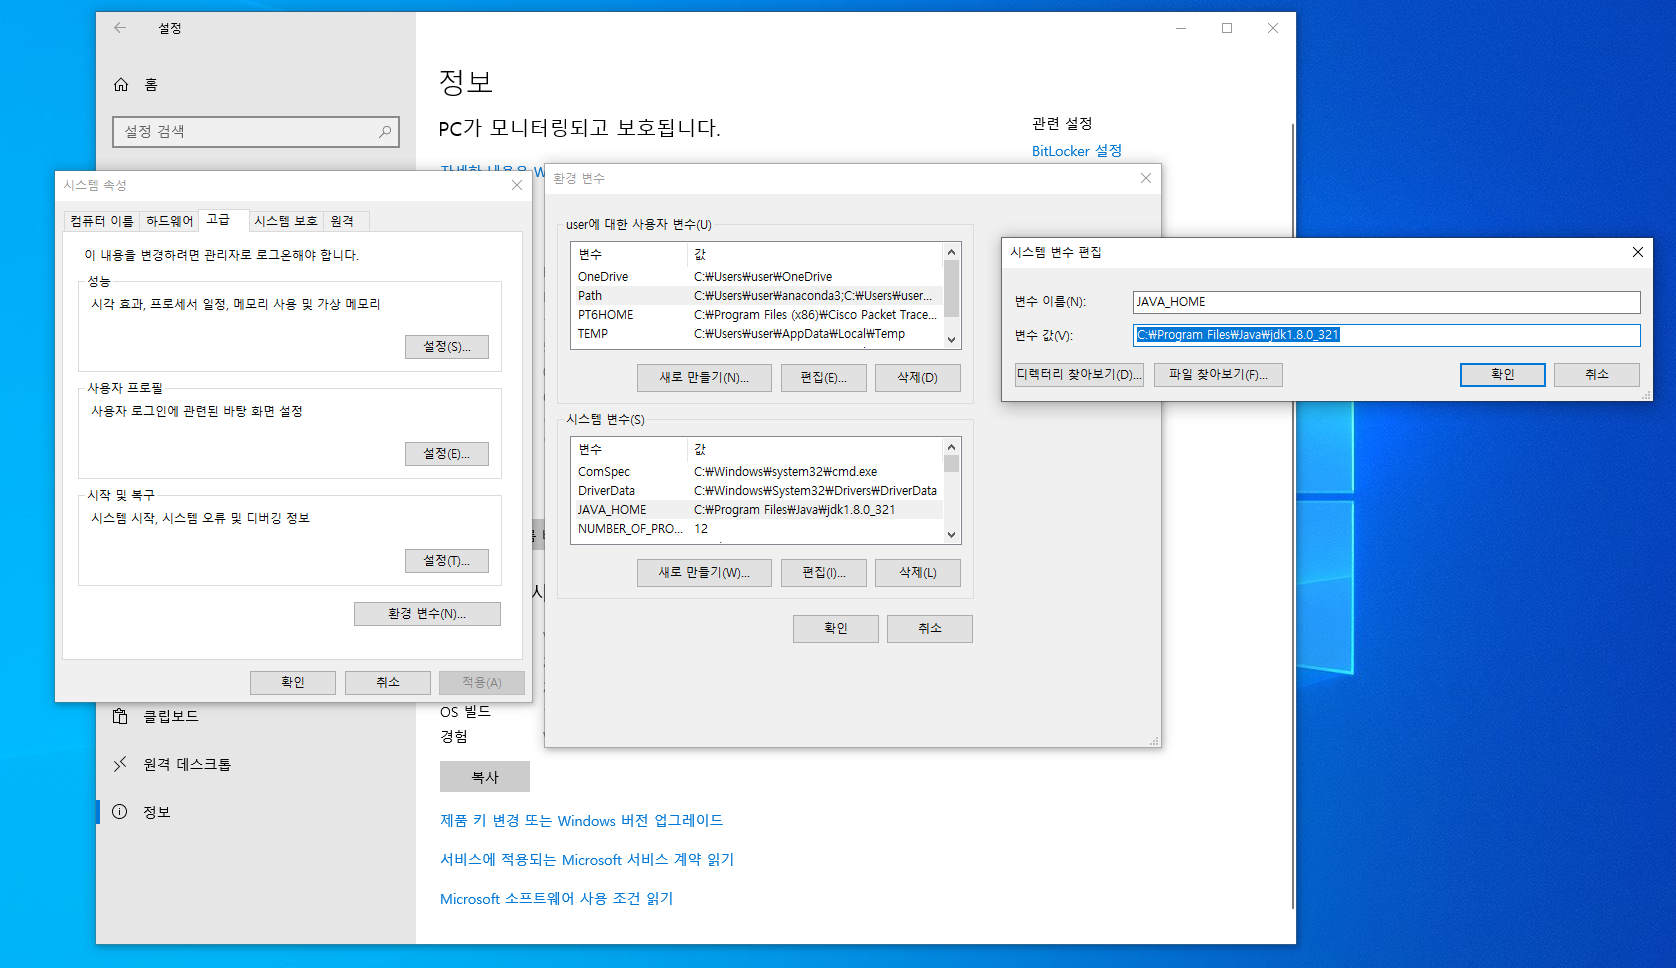 설정
홈
설정 검색
정보
PC가 모니터링되고 보호됩니다.
관련 설정
BitLocker 설정
시스템 속성
컴퓨터 이름
하드웨어
고급
시스템 보호
원격
이 내용을 변경하려면 관리자로 로그온해야 합니다.
성능
시각 효과, 프로세서 일정, 메모리 사용 및 가상 메모리
설정(S)...
사용자 프로필
사용자 로그인에 관련된 바탕 화면 설정
설정(E)...
시작 및 복구
시스템 시작, 시스템 오류 및 디버깅 정보
설정(T)...
환경 변수(N)...
확인
취소
적용(A)
환경 변수
user에 대한 사용자 변수(U)
변수 값
OneDrive C:₩Users₩user₩OneDrive
Path C:₩Users₩user₩anaconda3;C:₩Users₩user...
PT6HOME C:₩Program Files (x86)₩Cisco Packet Trace...
TEMP C:₩Users₩user₩AppData₩Local₩Temp
새로 만들기(N)...
편집(E)...
삭제(D)
시스템 변수(S)
변수 값
ComSpec C:₩Windows₩system32₩cmd.exe
DriverData C:₩Windows₩System32₩Drivers₩DriverData
JAVA_HOME C:₩Program Files₩Java₩jdk1.8.0_321
NUMBER_OF_PRO... 12
새로 만들기(W)...
편집(I)...
삭제(L)
확인
취소
시스템 변수 편집
변수 이름(N): JAVA_HOME
변수 값(V): C:₩Program Files₩Java₩jdk1.8.0_321
디렉터리 찾아보기(D)...
파일 찾아보기(F)...
확인
취소
클립보드
원격 데스크톱
정보
OS 빌드
경험
복사
제품 키 변경 또는 Windows 버전 업그레이드
서비스에 적용되는 Microsoft 서비스 계약 읽기
Microsoft 소프트웨어 사용 조건 읽기